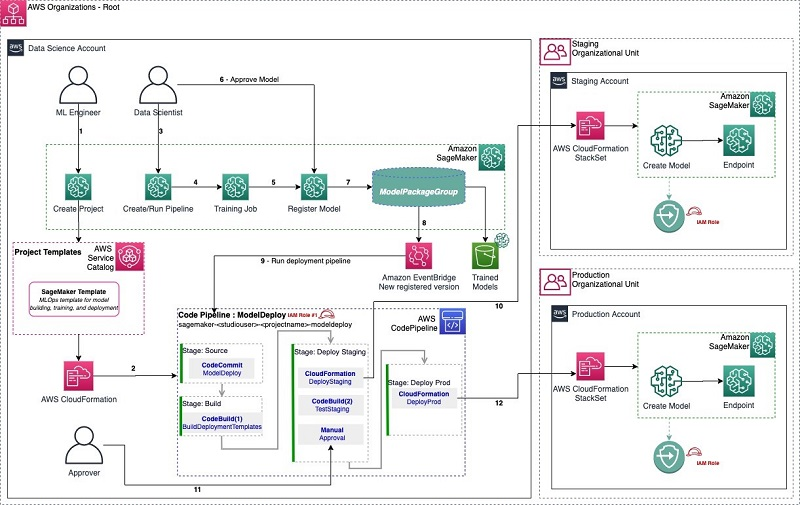 AWS Organizations - Root
aws
Data Science Account
ML Engineer
Data Scientist
6 - Approve Model
1
3
Amazon
SageMaker
Create Project
4
Create/Run Pipeline
5
Training Job
7
Register Model
ModelPackageGroup
8
Project Templates
AWS
Service
Catalog
SageMaker Template
MLOps template for model
building, training, and deployment
9 - Run deployment pipeline
Amazon EventBridge
New registered version
Trained
Models
10
Code Pipeline : ModelDeploy
IAM Role #1
sagemaker-<studiouser>-<projectname>-modeldeploy
AWS
CodePipeline
AWS CloudFormation
2
Stage: Source
CodeCommit
ModelDeploy
Stage: Build
CodeBuild(1)
BuildDeploymentTemplates
Stage: Deploy Staging
CloudFormation
DeployStaging
CodeBuild(2)
TestStaging
Manual
Approval
Stage: Deploy Prod
CloudFormation
DeployProd
12
Approver
11
Staging
Organizational Unit
aws
Staging Account
AWS CloudFormation
StackSet
Amazon
SageMaker
Create Model
Endpoint
IAM Role
Production
Organizational Unit
aws
Production Account
AWS CloudFormation
StackSet
Amazon
SageMaker
Create Model
Endpoint
IAM Role